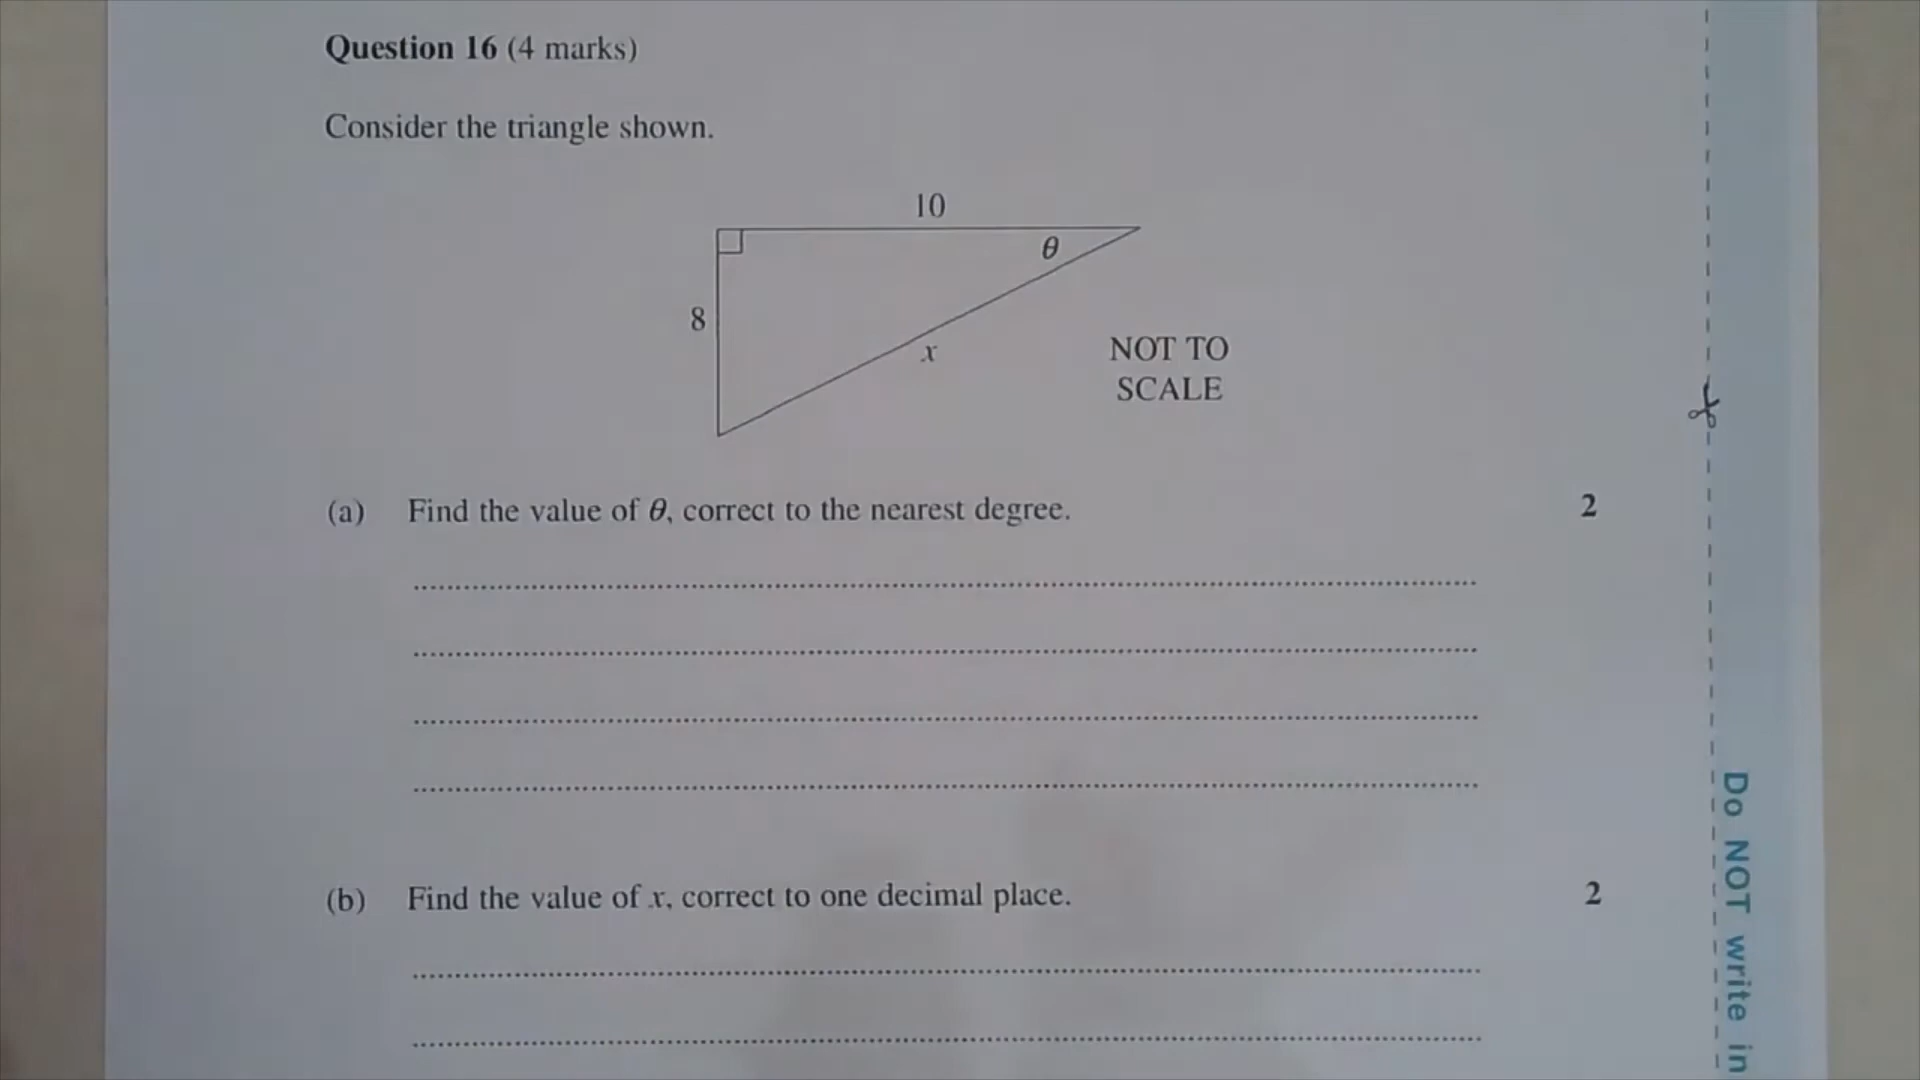 Question 16 (4 marks)
Consider the triangle shown.
10
θ
8
x
NOT TO
SCALE
(a) Find the value of θ, correct to the nearest degree. 2
(b) Find the value of x, correct to one decimal place. 2
Do NOT write in